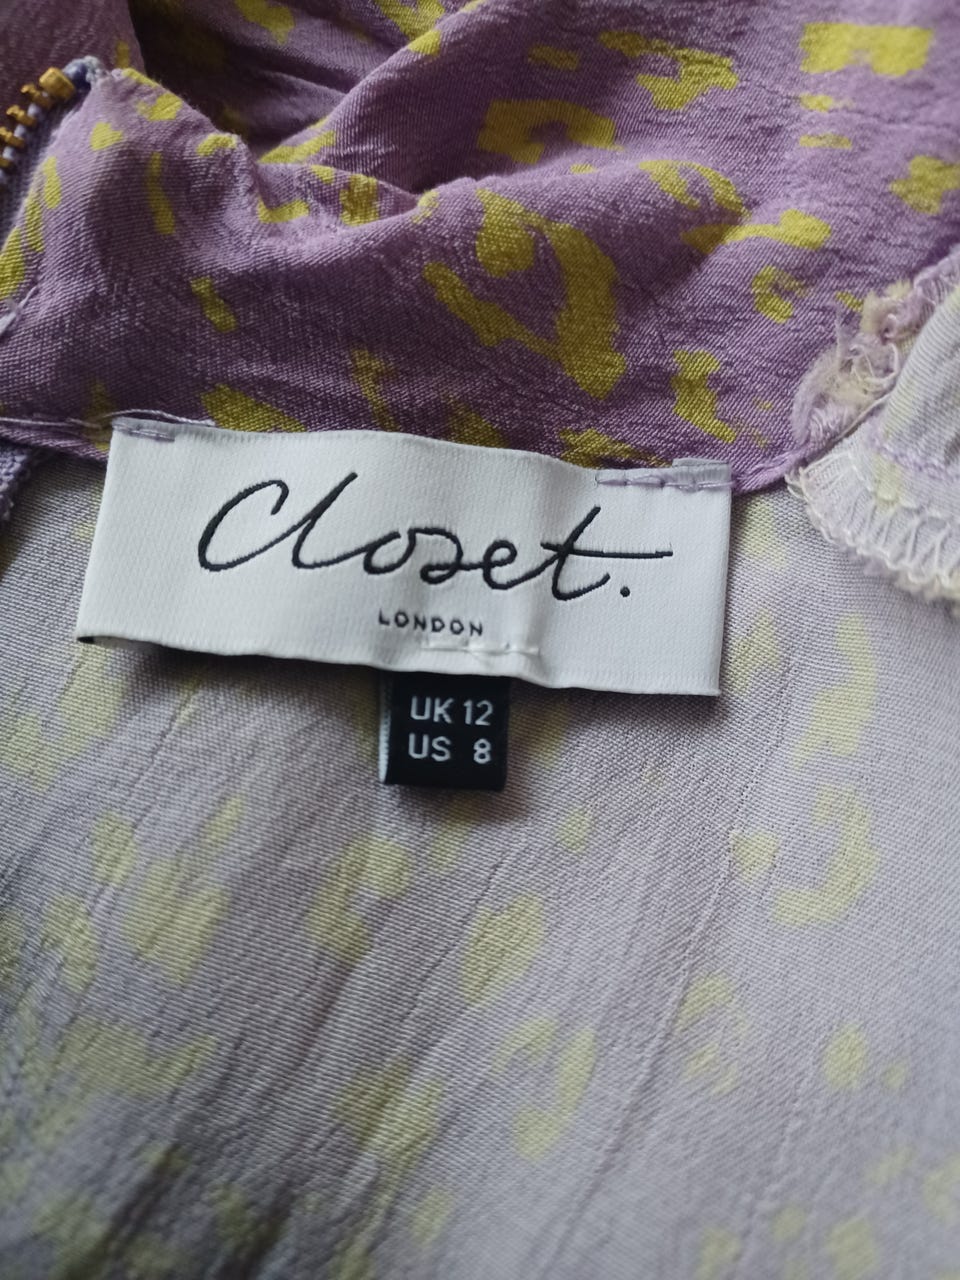 Closet.
LONDON
UK 12
US 8